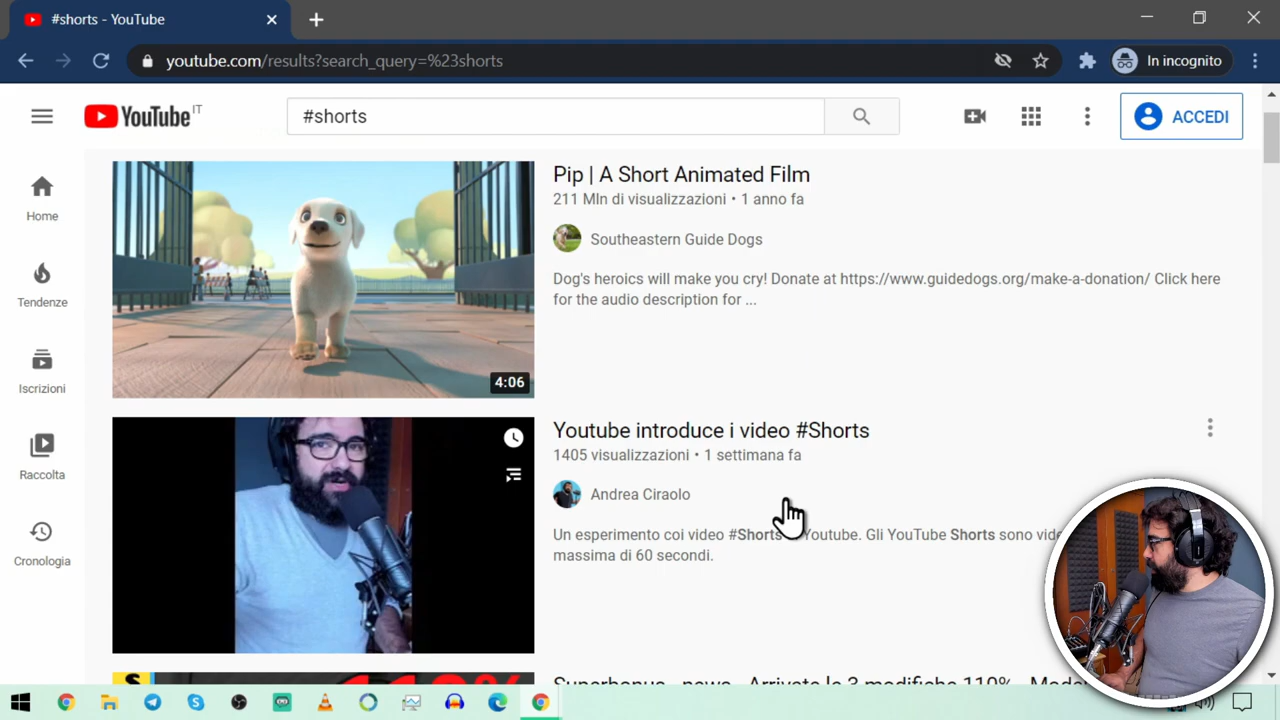 #shorts - YouTube
youtube.com/results?search_query=%23shorts
In incognito
YouTube IT
#shorts
ACCEDI
Home
Tendenze
Iscrizioni
Raccolta
Cronologia
Pip | A Short Animated Film
211 Mln di visualizzazioni • 1 anno fa
Southeastern Guide Dogs
Dog's heroics will make you cry! Donate at https://www.guidedogs.org/make-a-donation/ Click here
for the audio description for ...
4:06
Youtube introduce i video #Shorts
1405 visualizzazioni • 1 settimana fa
Andrea Ciraolo
Un esperimento coi video #Shorts Youtube. Gli YouTube Shorts sono
massima di 60 secondi.
Superbonus news Arrivate le 3 modifiche 110%